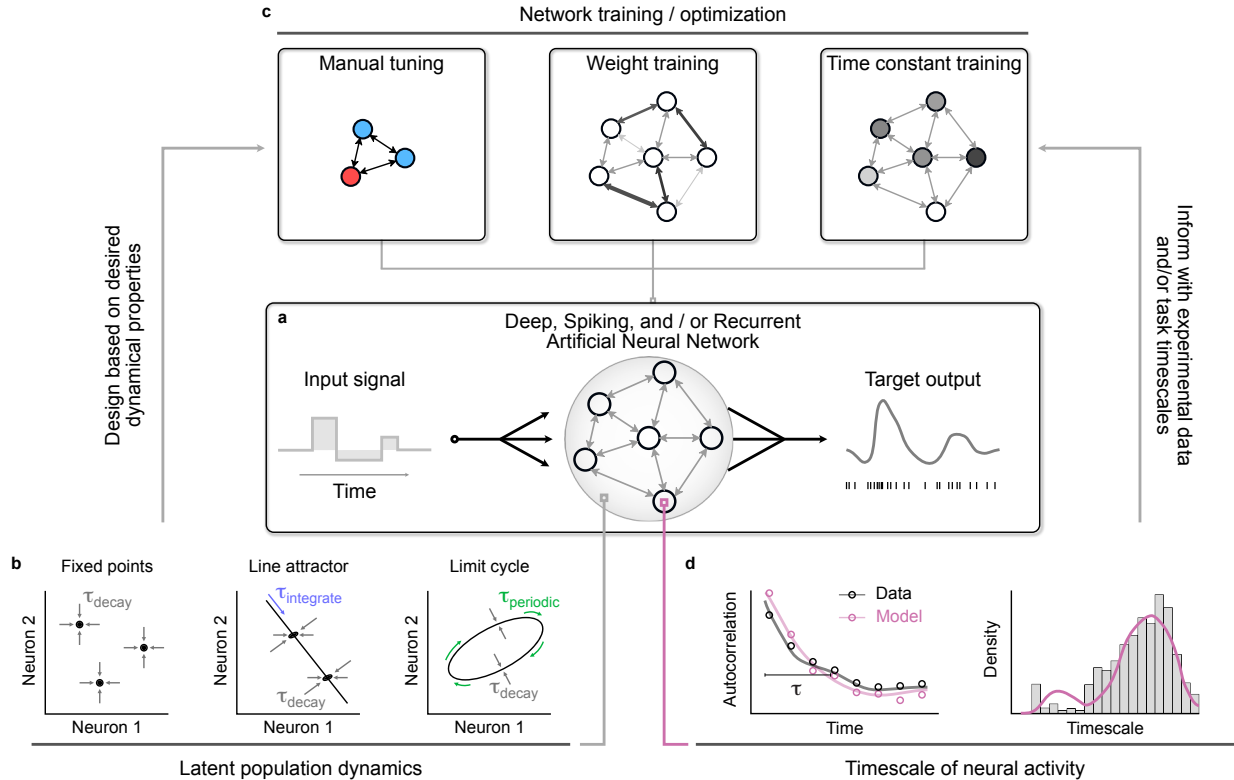 c
Network training / optimization
Manual tuning
Weight training
Time constant training
Design based on desired
dynamical properties
Inform with experimental data
and/or task timescales
a
Deep, Spiking, and / or Recurrent
Artificial Neural Network
Input signal
Time
Target output
b
Fixed points
τdecay
Neuron 2
Neuron 1
Line attractor
τintegrate
τdecay
Neuron 2
Neuron 1
Limit cycle
τperiodic
τdecay
Neuron 2
Neuron 1
Latent population dynamics
d
Data
Model
τ
Autocorrelation
Time
Density
Timescale
Timescale of neural activity